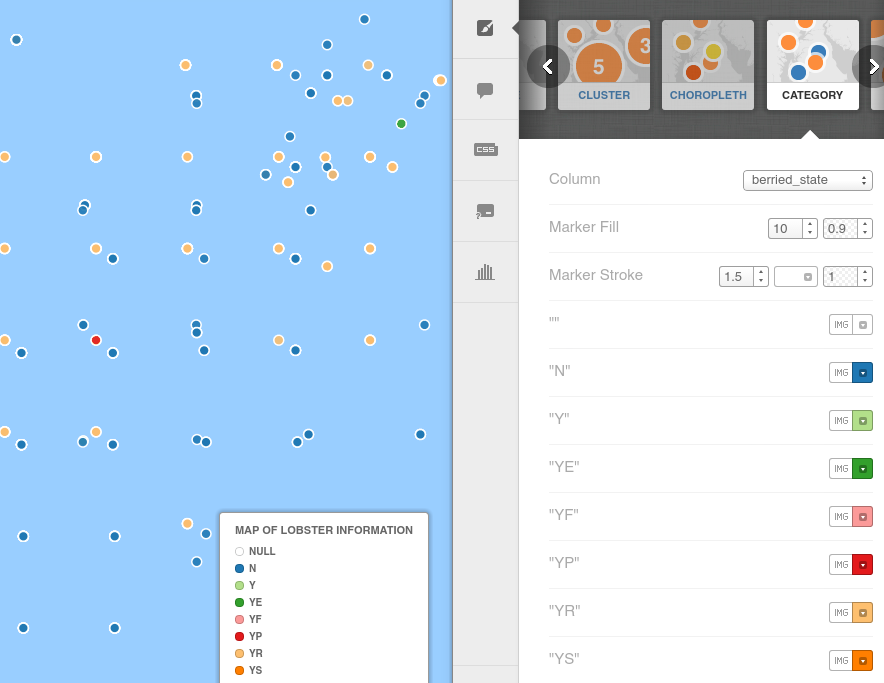 5
3
CLUSTER
CHOROPLETH
CATEGORY
CSS
?
Column
berried_state
Marker Fill
10
0.9
Marker Stroke
1.5
1
""
IMG
"N"
IMG
"Y"
IMG
"YE"
IMG
"YF"
IMG
"YP"
IMG
"YR"
IMG
"YS"
IMG
MAP OF LOBSTER INFORMATION
NULL
N
Y
YE
YF
YP
YR
YS